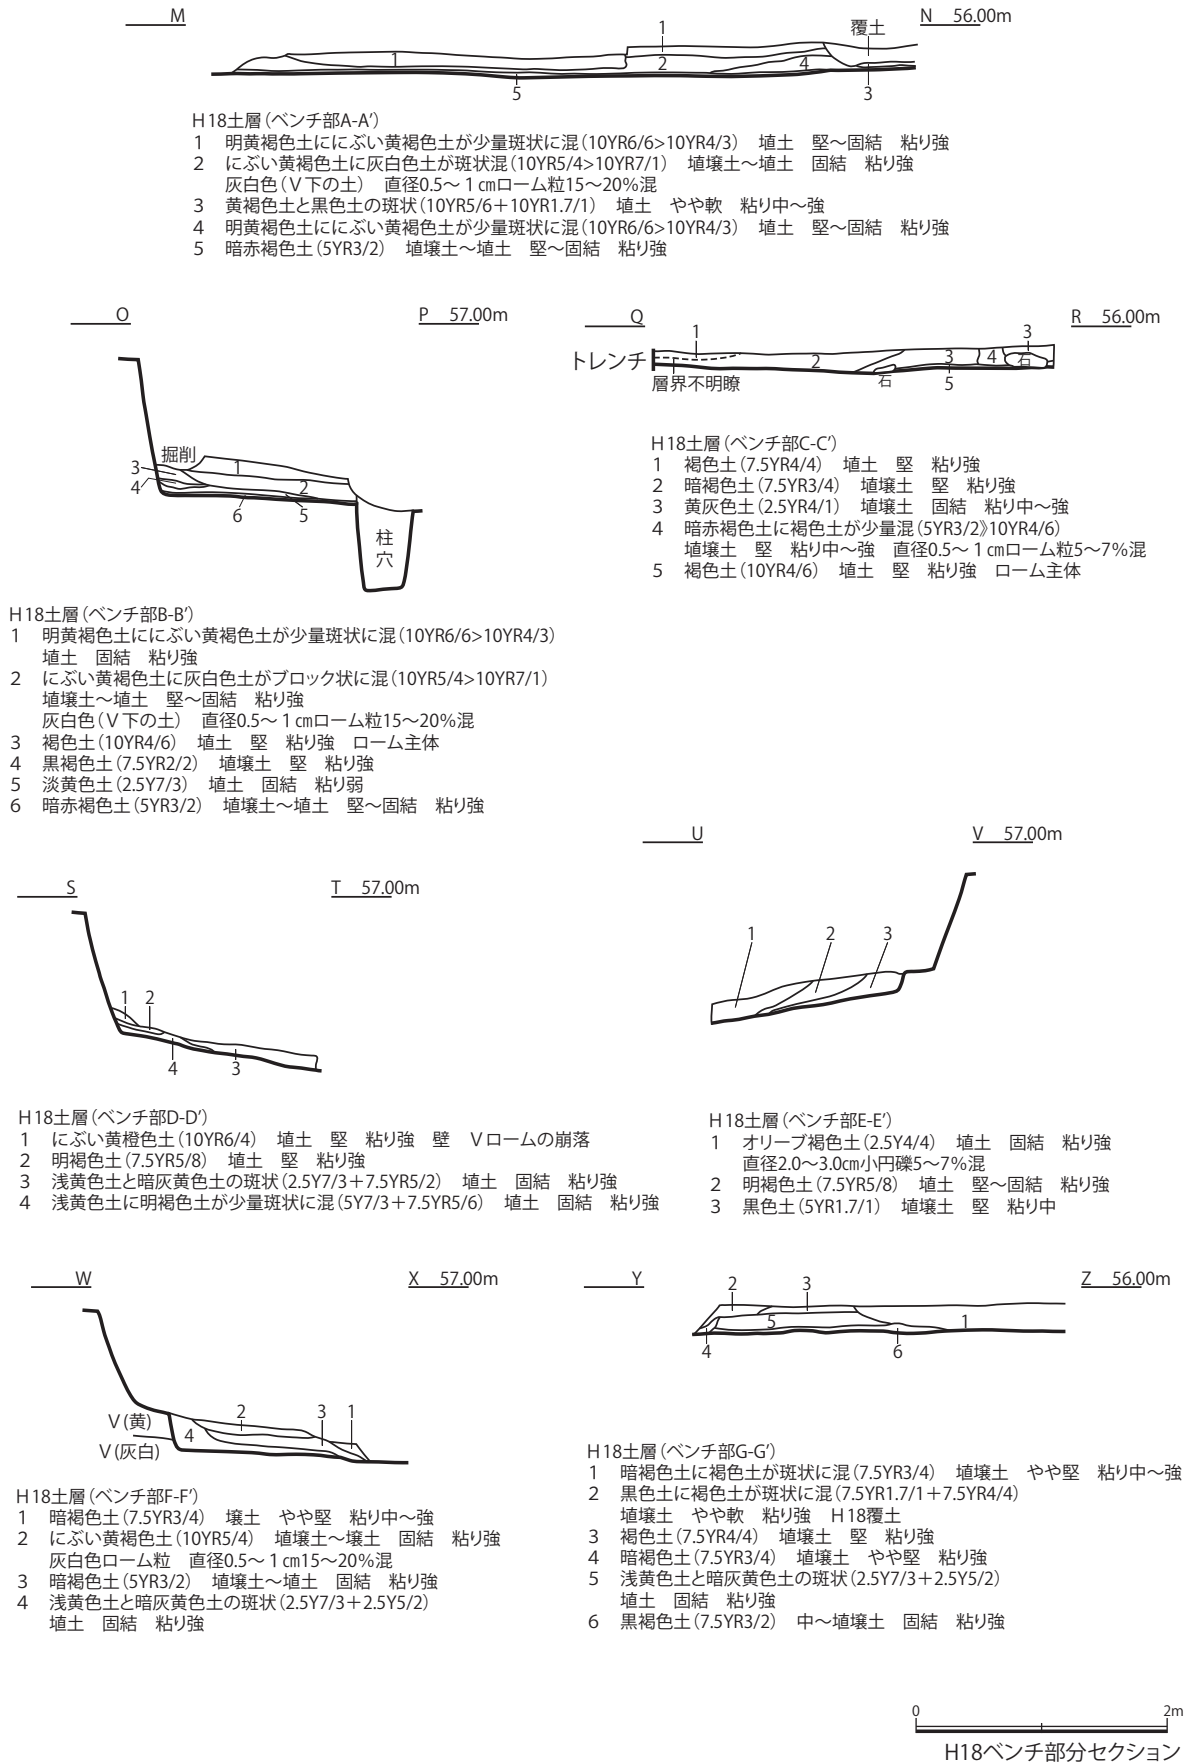 M
N 56.00m
1
覆土
1
2
4
5
3
H18土層(ベンチ部A-A′)
1 明黄褐色土ににぶい黄褐色土が少量斑状に混(10YR6/6>10YR4/3) 埴土 堅〜固結 粘り強
2 にぶい黄褐色土に灰白色土が斑状混(10YR5/4>10YR7/1) 埴壌土〜埴土 固結 粘り強
灰白色(Ⅴ下の土) 直径0.5〜1㎝ローム粒15〜20%混
3 黄褐色土と黒色土の斑状(10YR5/6+10YR1.7/1) 埴土 やや軟 粘り中〜強
4 明黄褐色土ににぶい黄褐色土が少量斑状に混(10YR6/6>10YR4/3) 埴土 堅〜固結 粘り強
5 暗赤褐色土(5YR3/2) 埴壌土〜埴土 堅〜固結 粘り強
O
P 57.00m
掘削
3
4
1
2
6
5
柱
穴
H18土層(ベンチ部B-B′)
1 明黄褐色土ににぶい黄褐色土が少量斑状に混(10YR6/6>10YR4/3)
埴土 固結 粘り強
2 にぶい黄褐色土に灰白色土がブロック状に混(10YR5/4>10YR7/1)
埴壌土〜埴土 堅〜固結 粘り強
灰白色(Ⅴ下の土) 直径0.5〜1㎝ローム粒15〜20%混
3 褐色土(10YR4/6) 埴土 堅 粘り強 ローム主体
4 黒褐色土(7.5YR2/2) 埴壌土 堅 粘り強
5 淡黄色土(2.5Y7/3) 埴土 固結 粘り弱
6 暗赤褐色土(5YR3/2) 埴壌土〜埴土 堅〜固結 粘り強
Q
R 56.00m
トレンチ
1
2
3
4
3
石
層界不明瞭
石
5
H18土層(ベンチ部C-C′)
1 褐色土(7.5YR4/4) 埴土 堅 粘り強
2 暗褐色土(7.5YR3/4) 埴壌土 堅 粘り強
3 黄灰色土(2.5YR4/1) 埴壌土 固結 粘り中〜強
4 暗赤褐色土に褐色土が少量混(5YR3/2》10YR4/6)
埴壌土 堅 粘り中〜強 直径0.5〜1㎝ローム粒5〜7%混
5 褐色土(10YR4/6) 埴土 堅 粘り強 ローム主体
S
T 57.00m
1
2
4
3
H18土層(ベンチ部D-D′)
1 にぶい黄橙色土(10YR6/4) 埴土 堅 粘り強 壁 Ⅴロームの崩落
2 明褐色土(7.5YR5/8) 埴土 堅 粘り強
3 浅黄色土と暗灰黄色土の斑状(2.5Y7/3+7.5YR5/2) 埴土 固結 粘り強
4 浅黄色土に明褐色土が少量斑状に混(5Y7/3+7.5YR5/6) 埴土 固結 粘り強
U
V 57.00m
1
2
3
H18土層(ベンチ部E-E′)
1 オリーブ褐色土(2.5Y4/4) 埴土 固結 粘り強
直径2.0〜3.0㎝小円礫5〜7%混
2 明褐色土(7.5YR5/8) 埴土 堅〜固結 粘り強
3 黒色土(5YR1.7/1) 埴壌土 堅 粘り中
W
X 57.00m
2
3
1
Ⅴ(黄)
4
Ⅴ(灰白)
H18土層(ベンチ部F-F′)
1 暗褐色土(7.5YR3/4) 壌土 やや堅 粘り中〜強
2 にぶい黄褐色土(10YR5/4) 埴壌土〜壌土 固結 粘り強
灰白色ローム粒 直径0.5〜1㎝15〜20%混
3 暗褐色土(5YR3/2) 埴壌土〜埴土 固結 粘り強
4 浅黄色土と暗灰黄色土の斑状(2.5Y7/3+2.5Y5/2)
埴土 固結 粘り強
Y
Z 56.00m
2
3
5
1
4
6
H18土層(ベンチ部G-G′)
1 暗褐色土に褐色土が斑状に混(7.5YR3/4) 埴壌土 やや堅 粘り中〜強
2 黒色土に褐色土が斑状に混(7.5YR1.7/1+7.5YR4/4)
埴壌土 やや軟 粘り強 H18覆土
3 褐色土(7.5YR4/4) 埴壌土 堅 粘り強
4 暗褐色土(7.5YR3/4) 埴壌土 やや堅 粘り強
5 浅黄色土と暗灰黄色土の斑状(2.5Y7/3+2.5Y5/2)
埴土 固結 粘り強
6 黒褐色土(7.5YR3/2) 中〜埴壌土 固結 粘り強
0
2m
H18ベンチ部分セクション